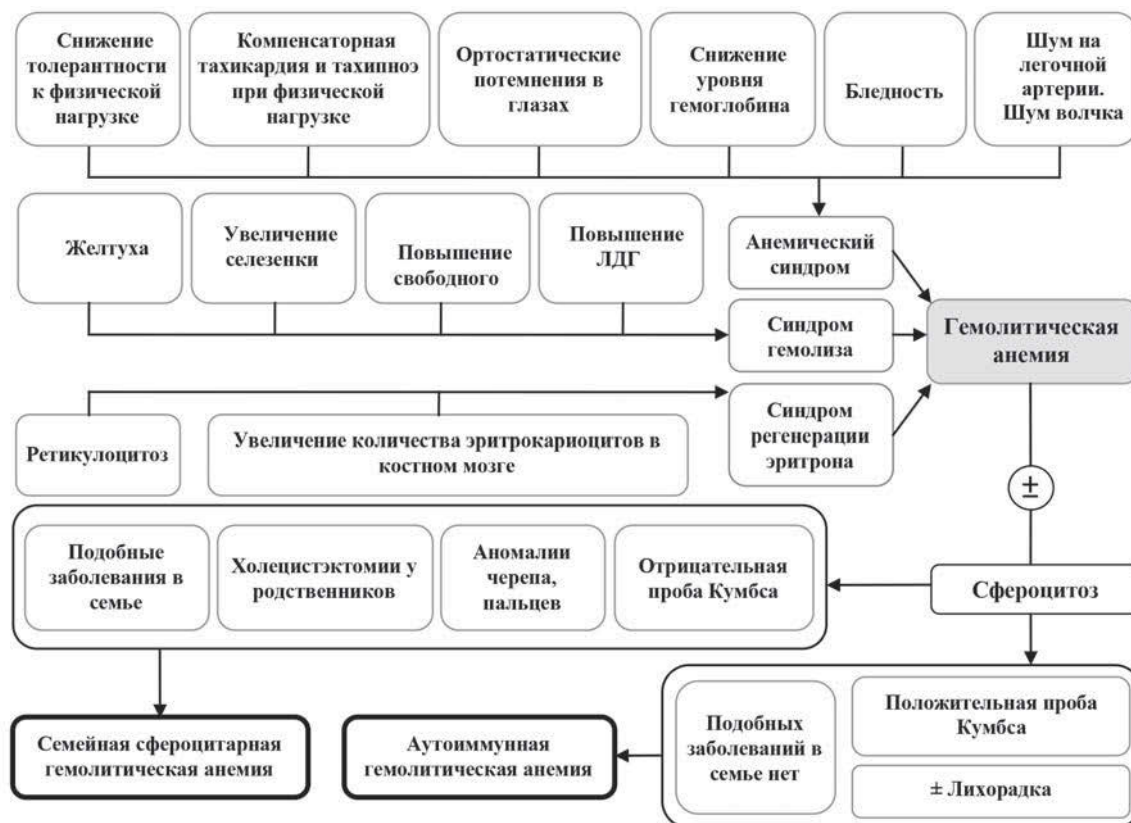 Снижение
толерантности
к физической
нагрузке
Компенсаторная
тахикардия и тахипноэ
при физической
нагрузке
Ортостатические
потемнения в
глазах
Снижение
уровня
гемоглобина
Бледность
Шум на
легочной
артерии.
Шум волчка
Желтуха
Увеличение
селезенки
Повышение
свободного
Повышение
ЛДГ
Анемический
синдром
Синдром
гемолиза
Гемолитическая
анемия
Ретикулоцитоз
Увеличение количества эритрокариоцитов в
костном мозге
Синдром
регенерации
эритрона
±
Подобные
заболевания в
семье
Холецистэктомии у
родственников
Аномалии
черепа,
пальцев
Отрицательная
проба Кумбса
Сфероцитоз
Семейная сфероцитарная
гемолитическая анемия
Аутоиммунная
гемолитическая анемия
Подобных
заболеваний в
семье нет
Положительная проба
Кумбса
± Лихорадка